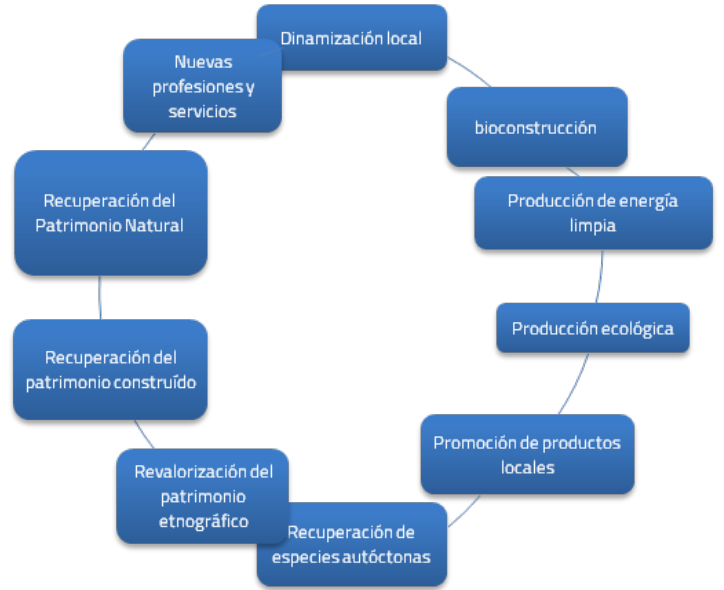 Dinamización local
bioconstrucción
Producción de energía
limpia
Producción ecológica
Promoción de productos
locales
Recuperación de
especies autóctonas
Revalorización del
patrimonio
etnográfico
Recuperación del
patrimonio construído
Recuperación del
Patrimonio Natural
Nuevas
profesiones y
servicios